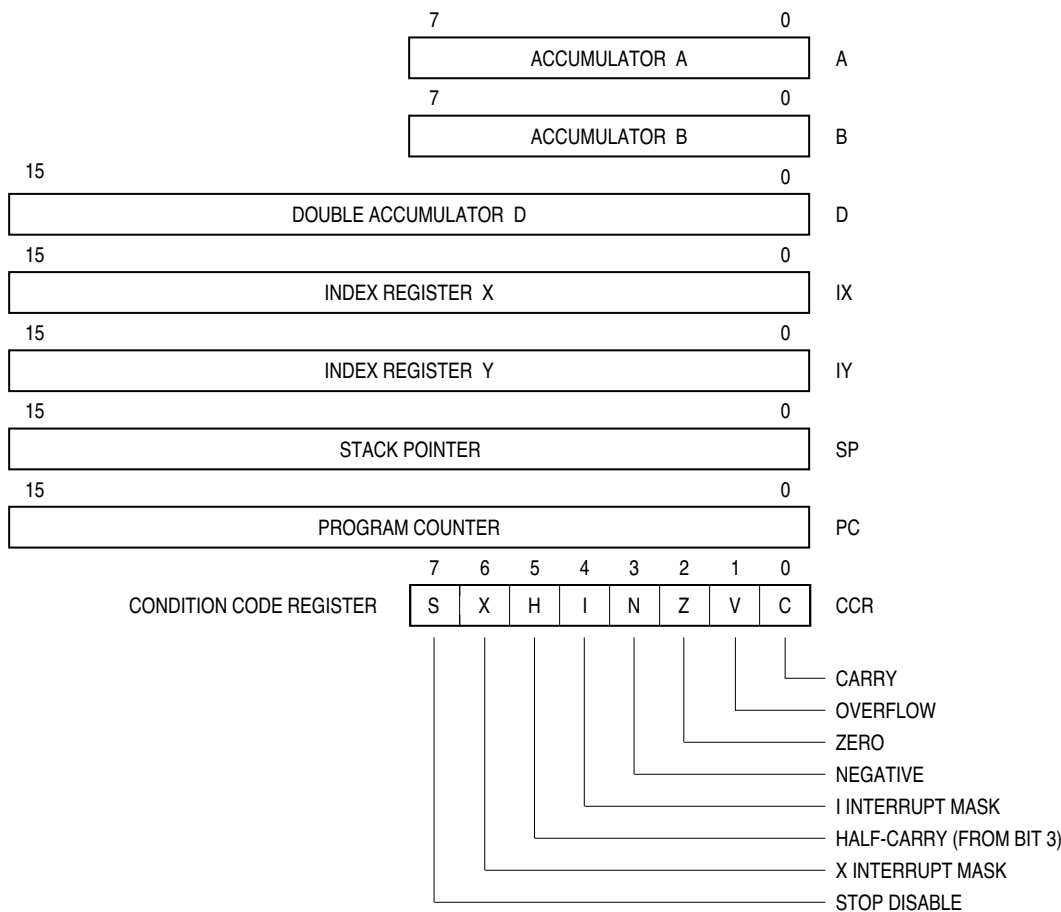 7 0
ACCUMULATOR A A
7 0
ACCUMULATOR B B
15 0
DOUBLE ACCUMULATOR D D
15 0
INDEX REGISTER X IX
15 0
INDEX REGISTER Y IY
15 0
STACK POINTER SP
15 0
PROGRAM COUNTER PC
7 6 5 4 3 2 1 0
CONDITION CODE REGISTER S X H I N Z V C CCR
CARRY
OVERFLOW
ZERO
NEGATIVE
I INTERRUPT MASK
HALF-CARRY (FROM BIT 3)
X INTERRUPT MASK
STOP DISABLE